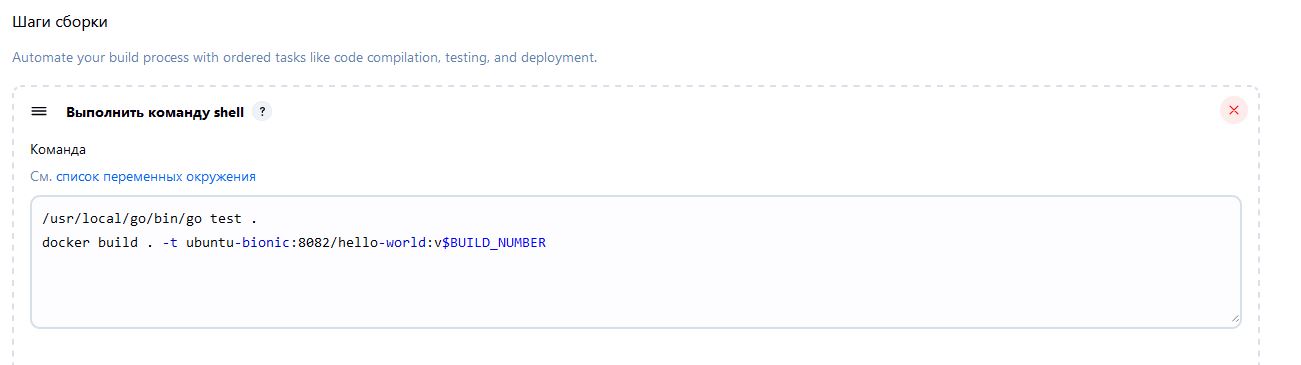 Шаги сборки
Automate your build process with ordered tasks like code compilation, testing, and deployment.
Выполнить команду shell ?
Команда
См. список переменных окружения
/usr/local/go/bin/go test .
docker build . -t ubuntu-bionic:8082/hello-world:v$BUILD_NUMBER